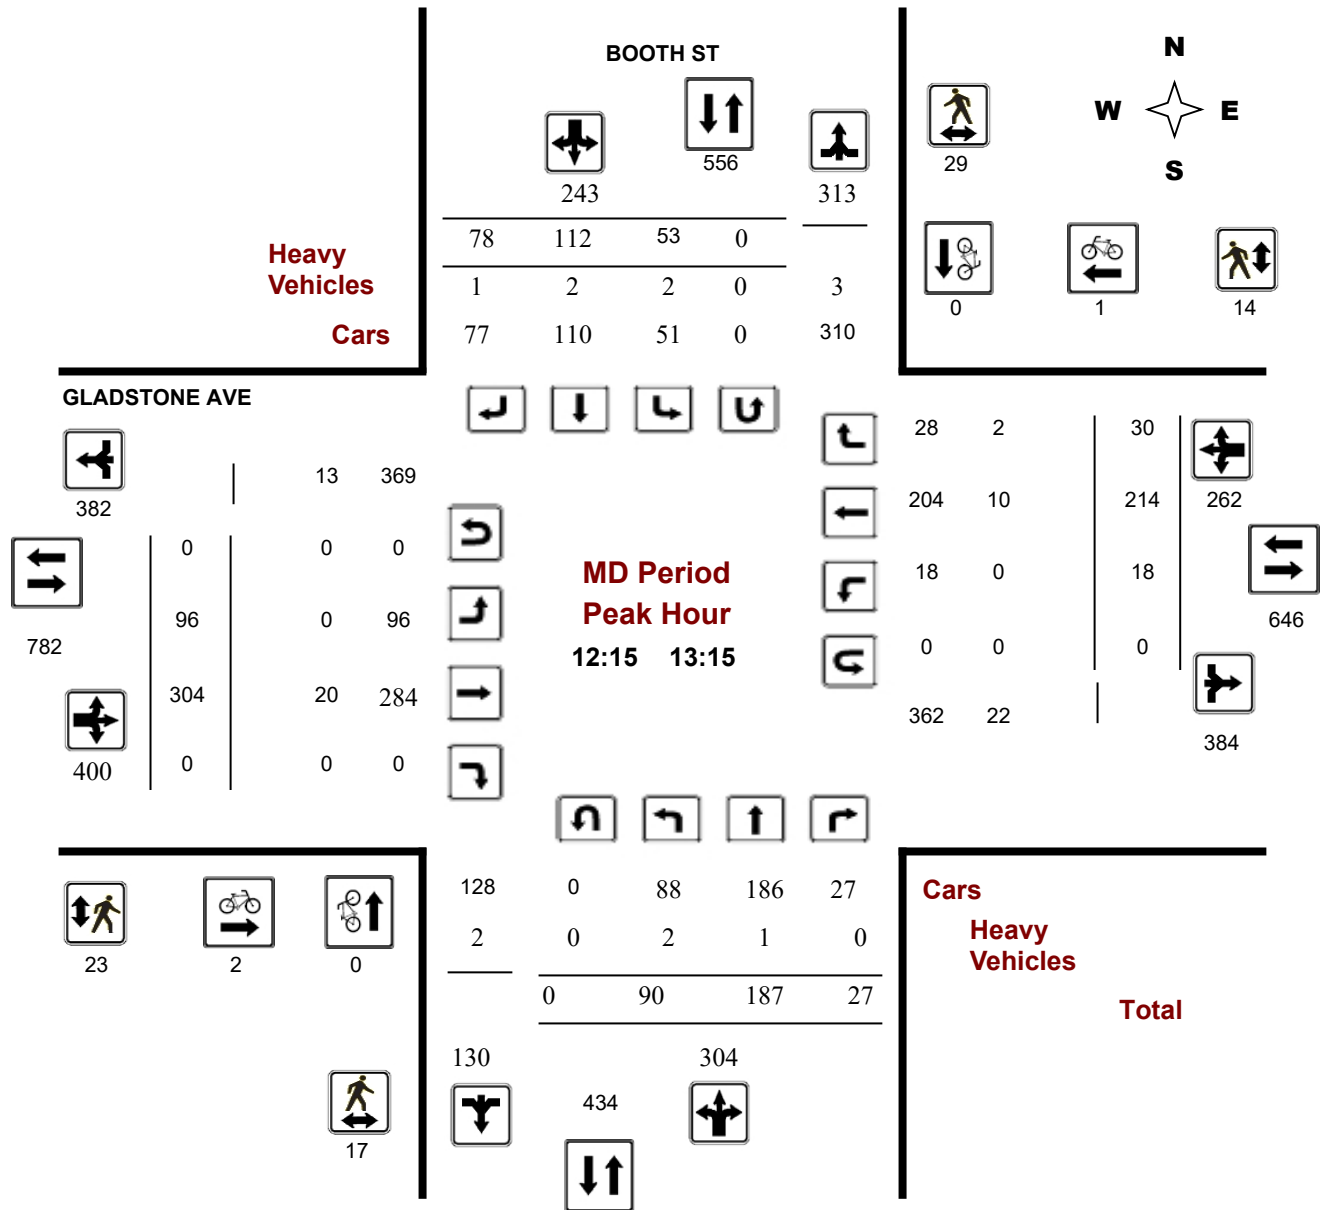 BOOTH ST
N
W E
S
556
29
243
313
78 112 53 0
Heavy
Vehicles
1 2 2 0 3
0 1 14
Cars
77 110 51 0 310
GLADSTONE AVE
28 2 30
13 369
382
204 10 214 262
0 0 0
MD Period
18 0 18
Peak Hour
96 0 96
646
782
12:15 13:15
0 0 0
304 20 284
362 22
384
400
0 0 0
128 0 88 186 27
Cars
2 0 2 1 0
Heavy
Vehicles
23 2 0
0 90 187 27
Total
130 304
434
17